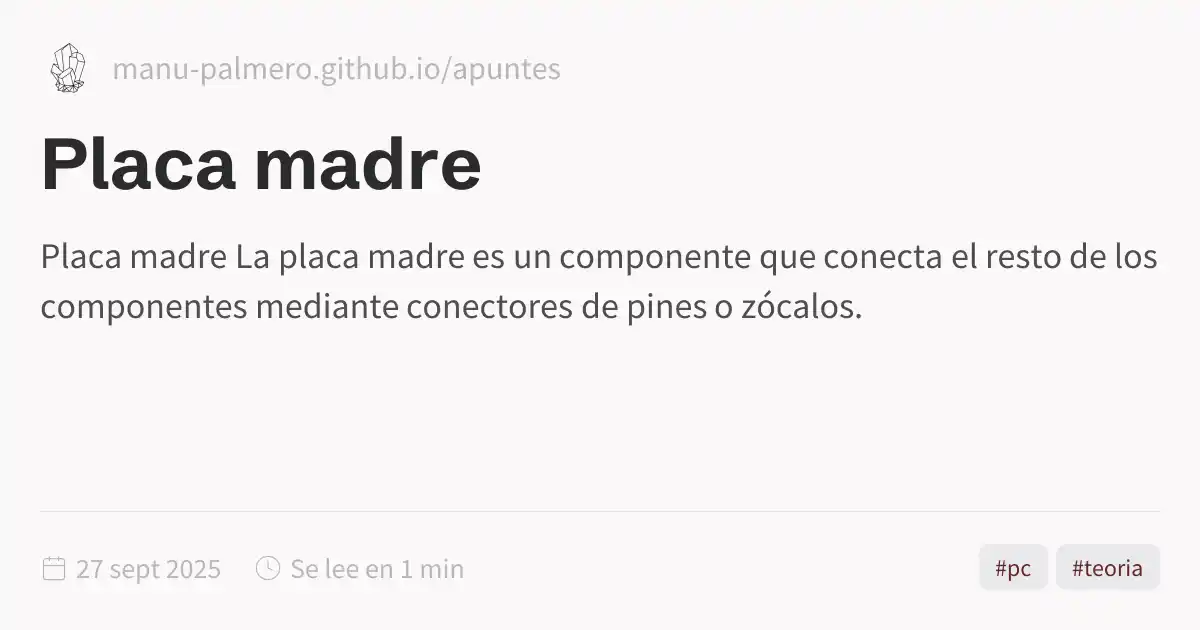 manu-palmero.github.io/apuntes
Placa madre
Placa madre La placa madre es un componente que conecta el resto de los
componentes mediante conectores de pines o zócalos.
27 sept 2025
Se lee en 1 min
#pc
#teoria